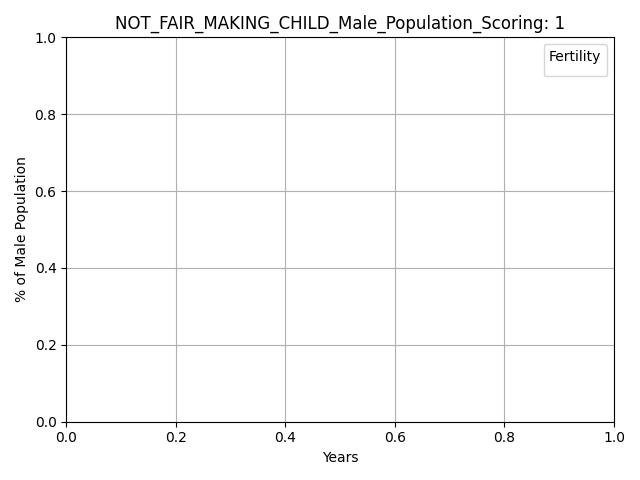 NOT_FAIR_MAKING_CHILD_Male_Population_Scoring: 1
Fertility
% of Male Population
1.0
0.8
0.6
0.4
0.2
0.0
0.0 0.2 0.4 0.6 0.8 1.0
Years